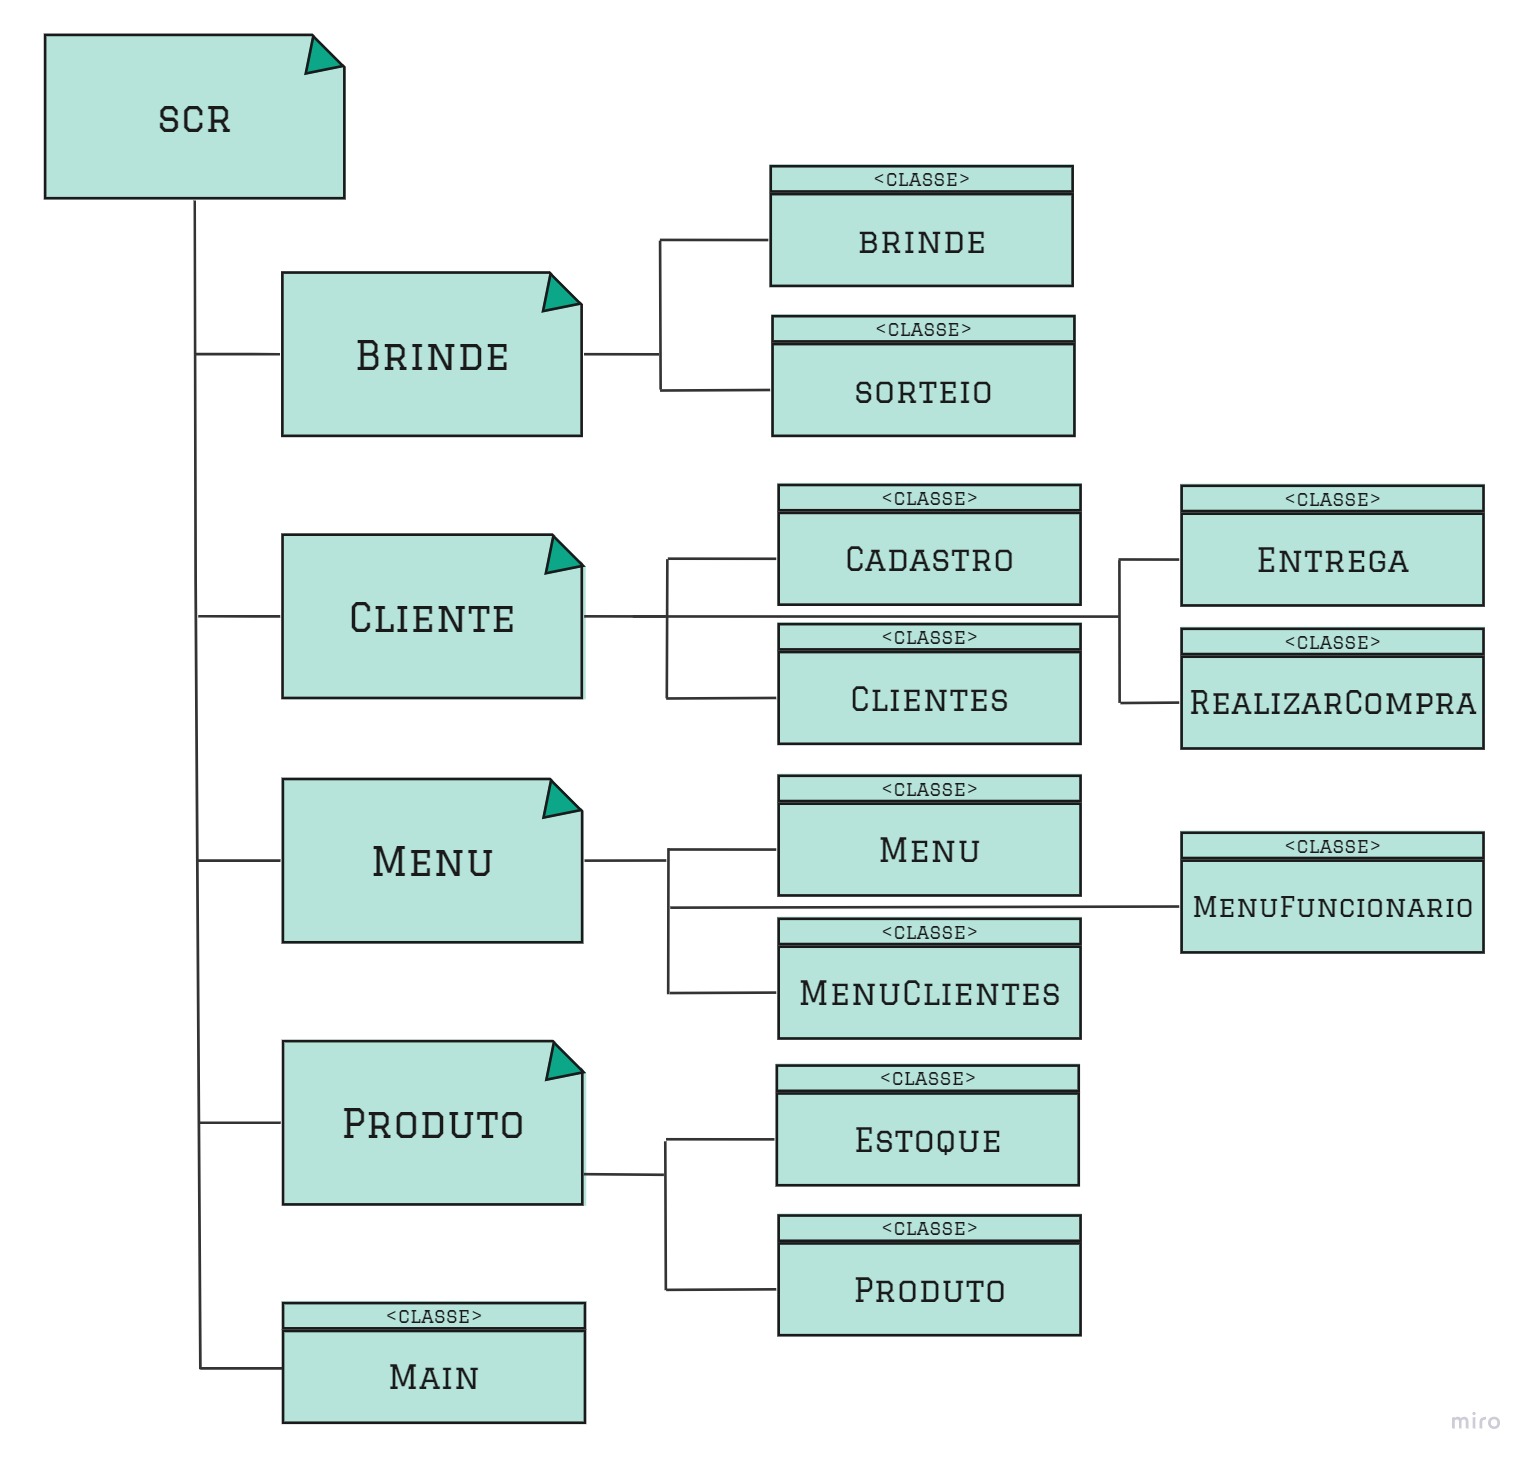 scr
<classe>
brinde
Brinde
<classe>
sorteio
<classe>
Cadastro
<classe>
Entrega
Cliente
<classe>
Clientes
<classe>
RealizarCompra
<classe>
Menu
Menu
<classe>
MenuFuncionario
<classe>
MenuClientes
Produto
<classe>
Estoque
<classe>
Produto
<classe>
Main
miro